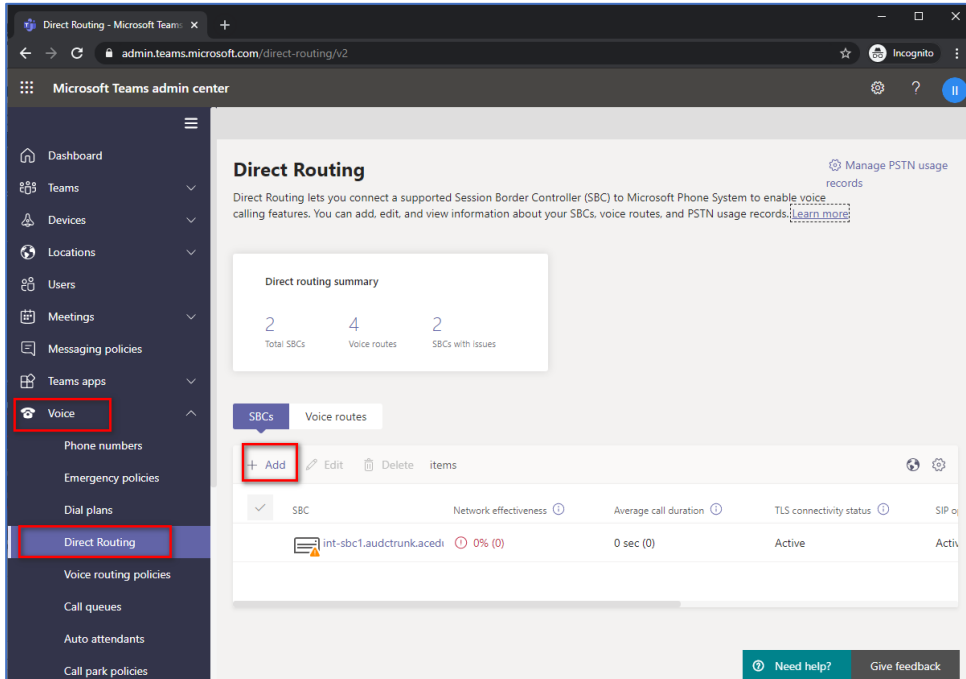 Direct Routing - Microsoft Teams
admin.teams.microsoft.com/direct-routing/v2
Incognito
Microsoft Teams admin center
?
II
Dashboard
Teams
Devices
Locations
Users
Meetings
Messaging policies
Teams apps
Voice
Phone numbers
Emergency policies
Dial plans
Direct Routing
Voice routing policies
Call queues
Auto attendants
Call park policies
Direct Routing
Manage PSTN usage
records
Direct Routing lets you connect a supported Session Border Controller (SBC) to Microsoft Phone System to enable voice
calling features. You can add, edit, and view information about your SBCs, voice routes, and PSTN usage records. Learn more
Direct routing summary
2 4 2
Total SBCs Voice routes SBCs with issues
SBCs Voice routes
+ Add Edit Delete items
SBC Network effectiveness Average call duration TLS connectivity status SIP
int-sbc1.audctrunk.aced 0% (0) 0 sec (0) Active Activ
Need help? Give feedback